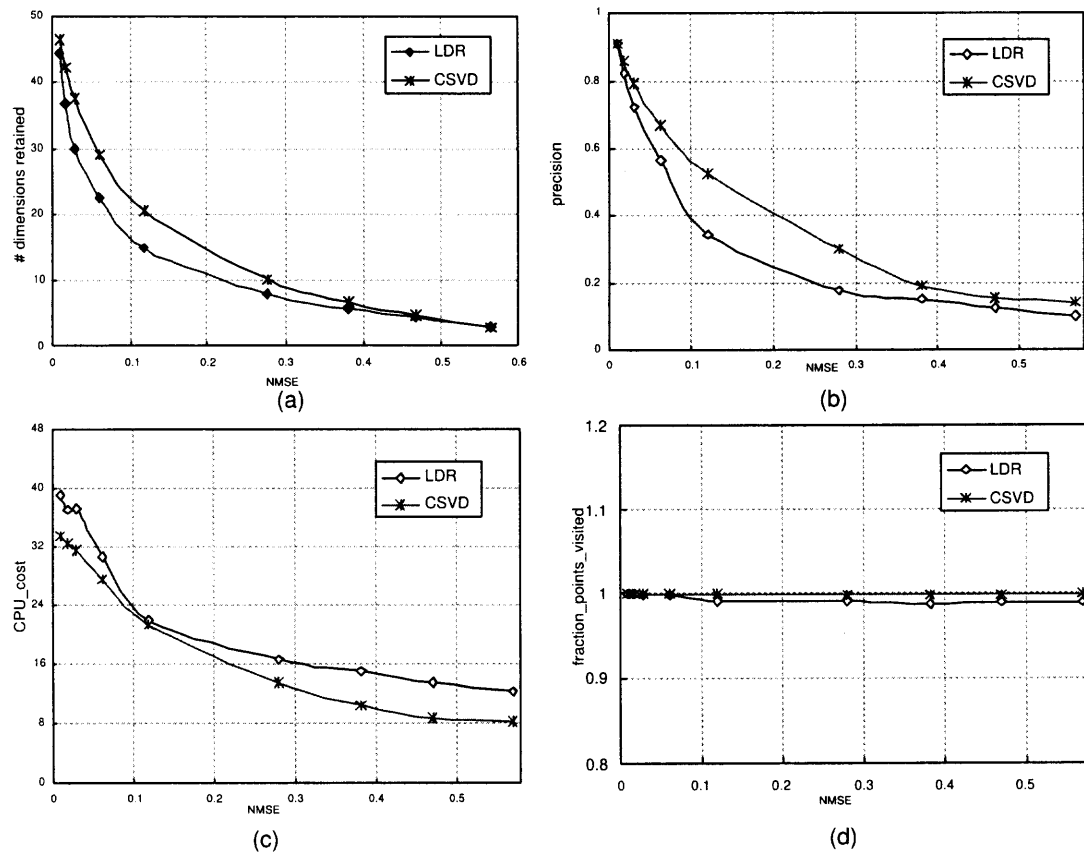 50
40
30
20
10
0
# dimensions retained
LDR
CSVD
0 0.1 0.2 0.3 0.4 0.5 0.6
NMSE
(a)
1
0.8
0.6
0.4
0.2
0
precision
LDR
CSVD
0 0.1 0.2 0.3 0.4 0.5
NMSE
(b)
48
40
32
24
16
8
0
CPU_cost
LDR
CSVD
0 0.1 0.2 0.3 0.4 0.5
NMSE
(c)
1.2
1.1
1
0.9
0.8
fraction_points_visited
LDR
CSVD
0 0.1 0.2 0.3 0.4 0.5
NMSE
(d)